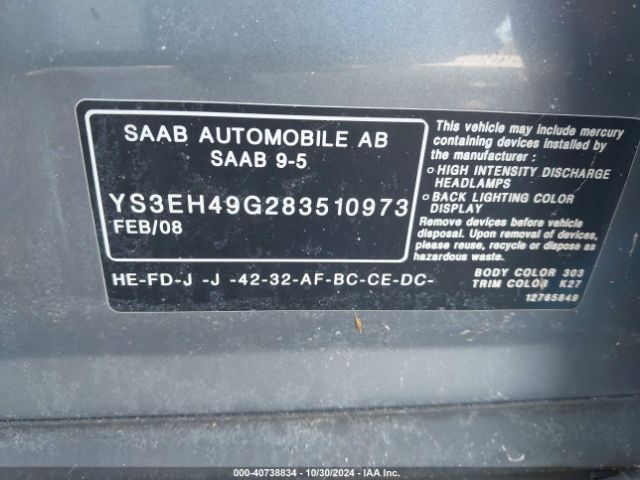 SAAB AUTOMOBILE AB
SAAB 9-5
YS3EH49G283510973
FEB/08
HE-FD-J -J -42-32-AF-BC-CE-DC-
This vehicle may include mercury
containing devices installed by
the manufacturer :
o HIGH INTENSITY DISCHARGE
HEADLAMPS
o BACK LIGHTING COLOR
DISPLAY
Remove devices before vehicle
disposal. Upon removal of devices,
please reuse, recycle or dispose as
hazardous waste.
BODY COLOR 303
TRIM COLOR K27
12765849
000-40738834 - 10/30/2024 - IAA Inc.